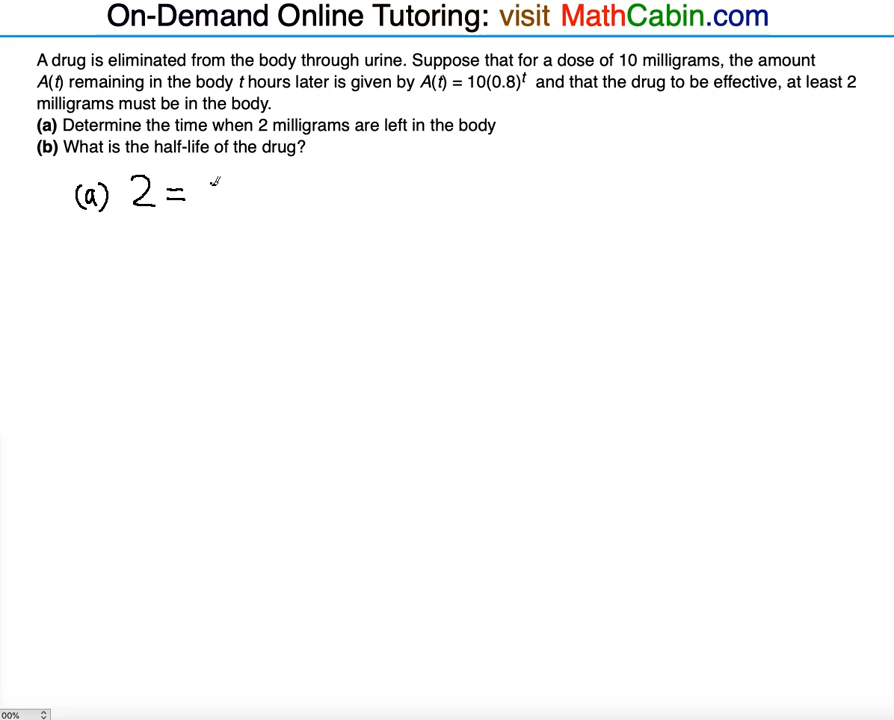 On-Demand Online Tutoring: visit MathCabin.com
A drug is eliminated from the body through urine. Suppose that for a dose of 10 milligrams, the amount
A(t) remaining in the body t hours later is given by A(t) = 10(0.8)^t and that the drug to be effective, at least 2
milligrams must be in the body.
(a) Determine the time when 2 milligrams are left in the body
(b) What is the half-life of the drug?
(a) 2 =
00%